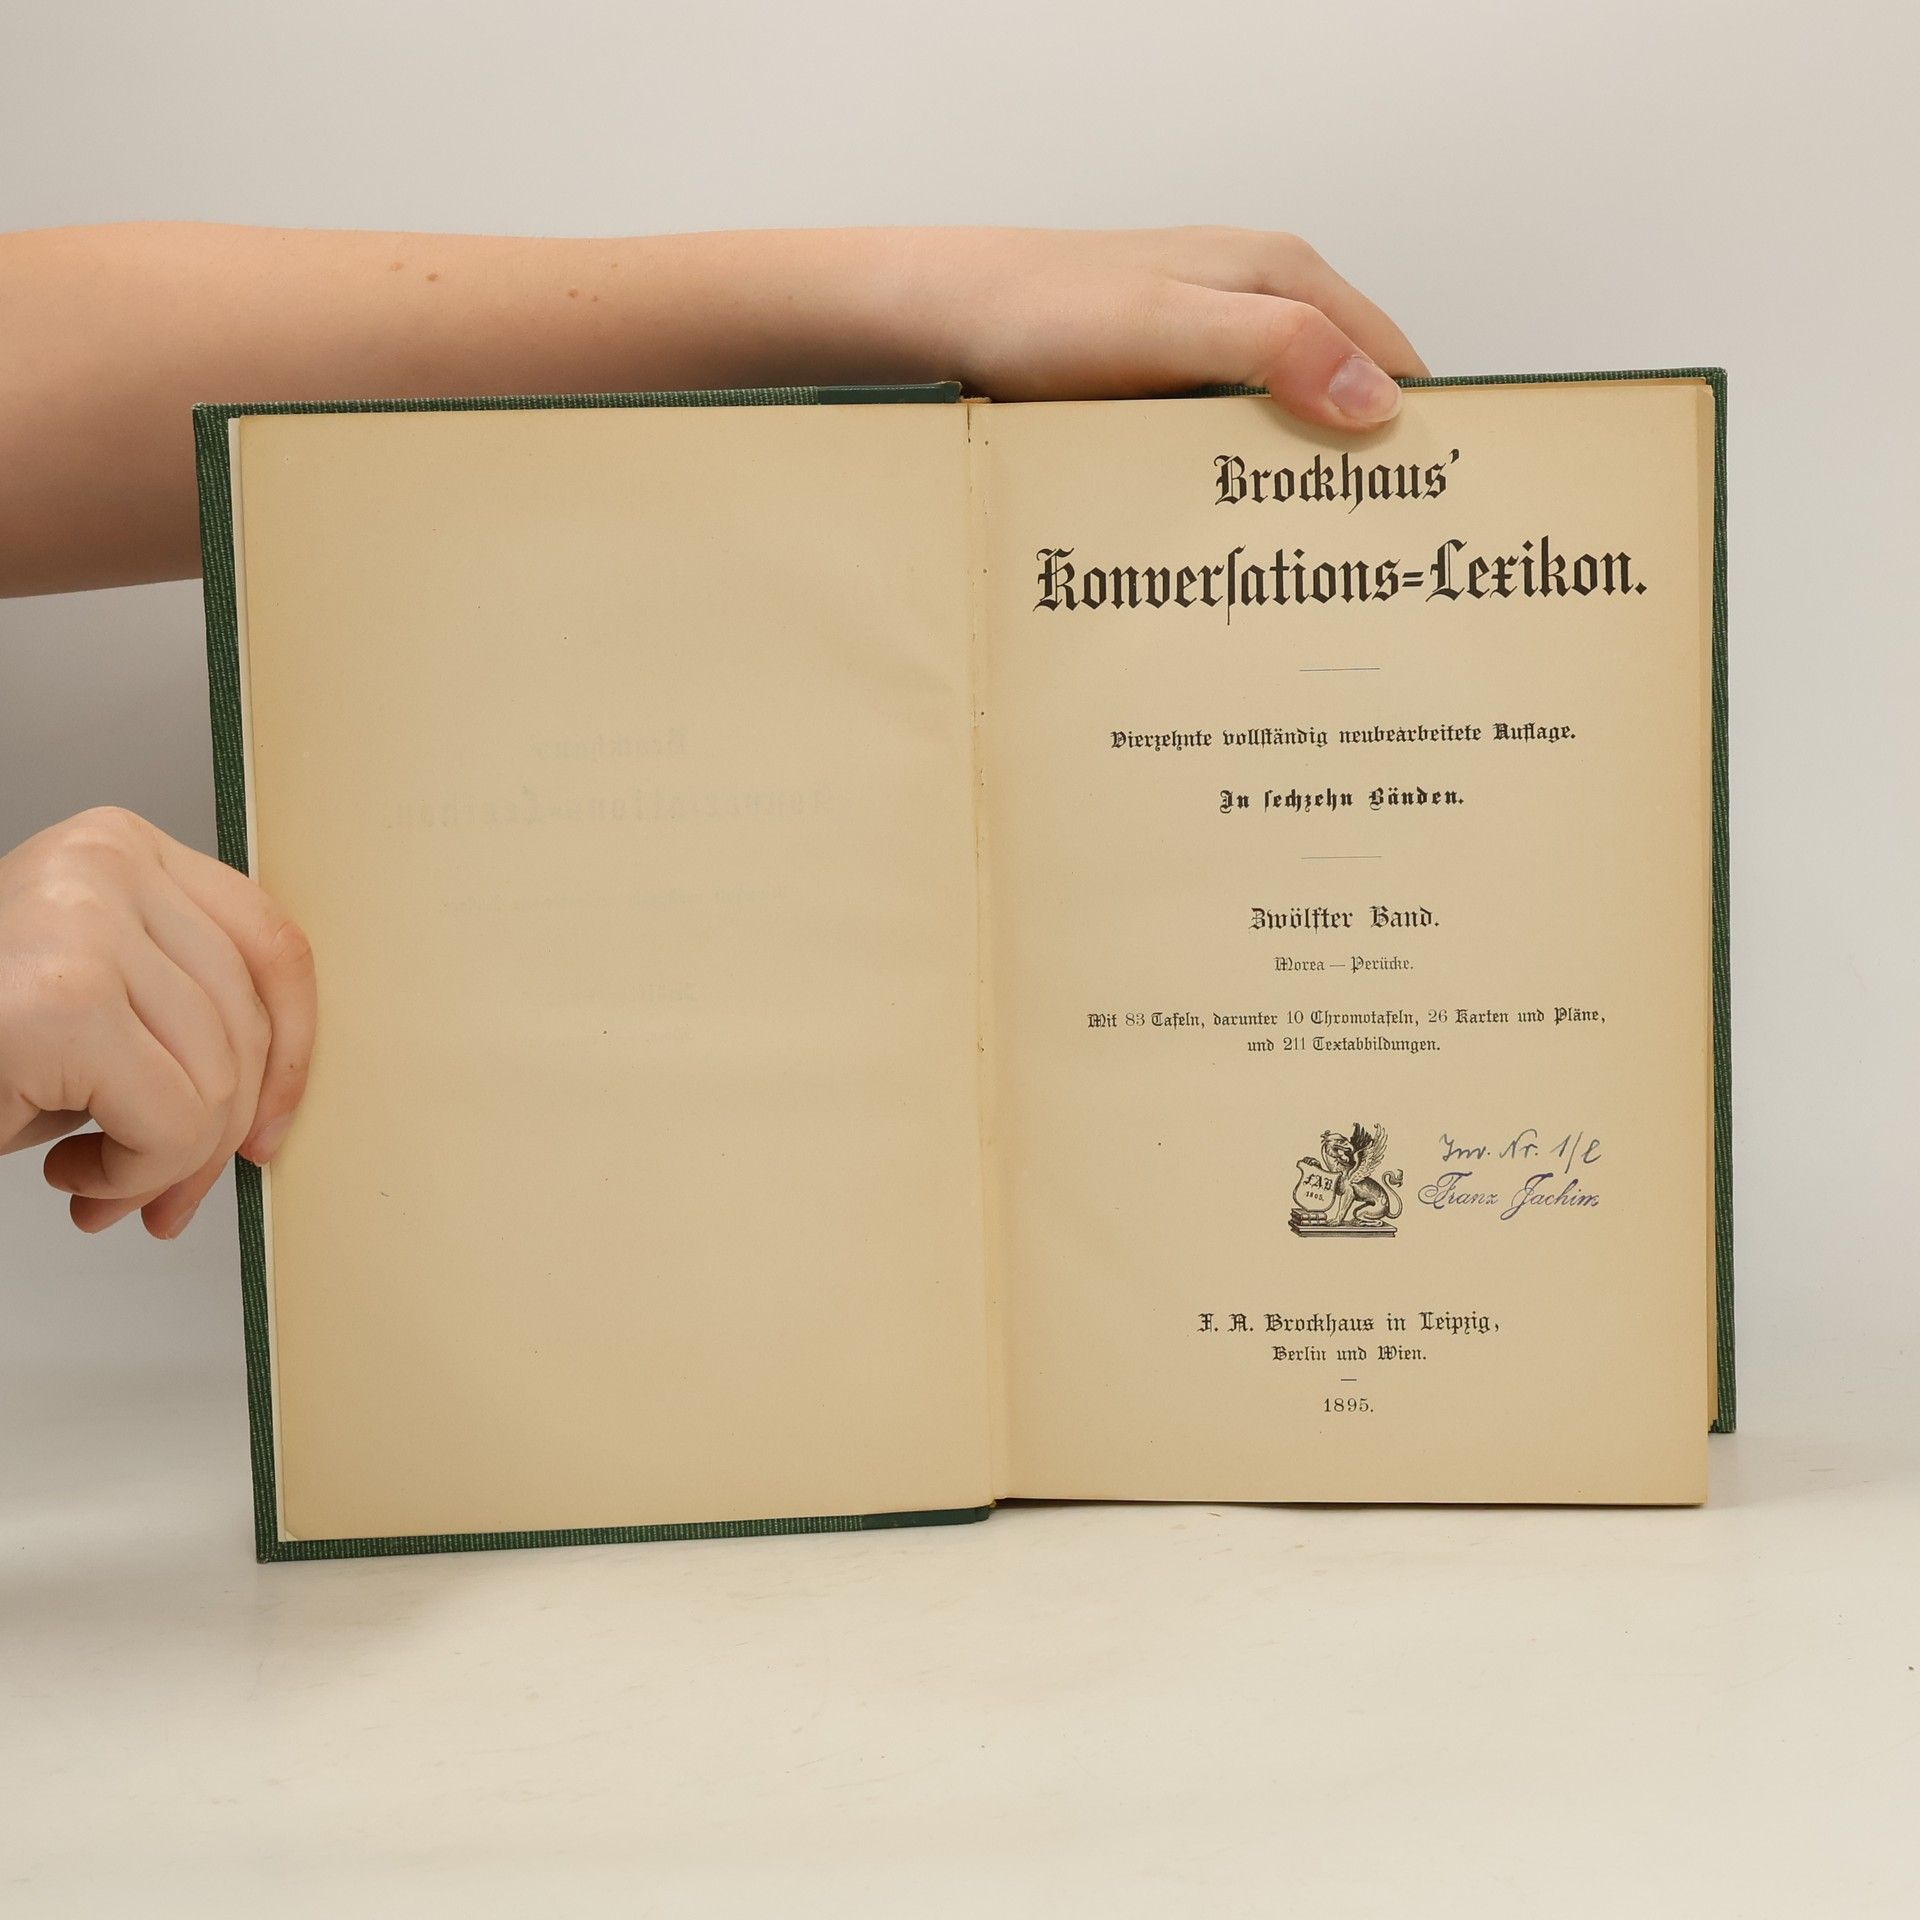 Brockhaus'
Konverſations=Lexikon.
Vierzehnte vollſtändig neubearbeitete Auflage.
In ſechzehn Bänden.
Zwölfter Band.
Morea — Perücke.
Mit 83 Tafeln, darunter 10 Chromotafeln, 26 Karten und Pläne,
und 211 Textabbildungen.
F.A.B.
1805.
Inv. Nr. 1/l
Franz Jachim
F. A. Brockhaus in Leipzig,
Berlin und Wien.
1895.